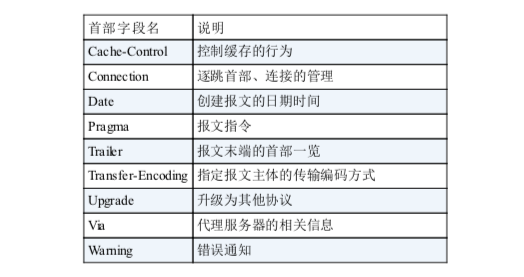 首部字段名 说明
Cache-Control 控制缓存的行为
Connection 逐跳首部、连接的管理
Date 创建报文的日期时间
Pragma 报文指令
Trailer 报文末端的首部一览
Transfer-Encoding 指定报文主体的传输编码方式
Upgrade 升级为其他协议
Via 代理服务器的相关信息
Warning 错误通知